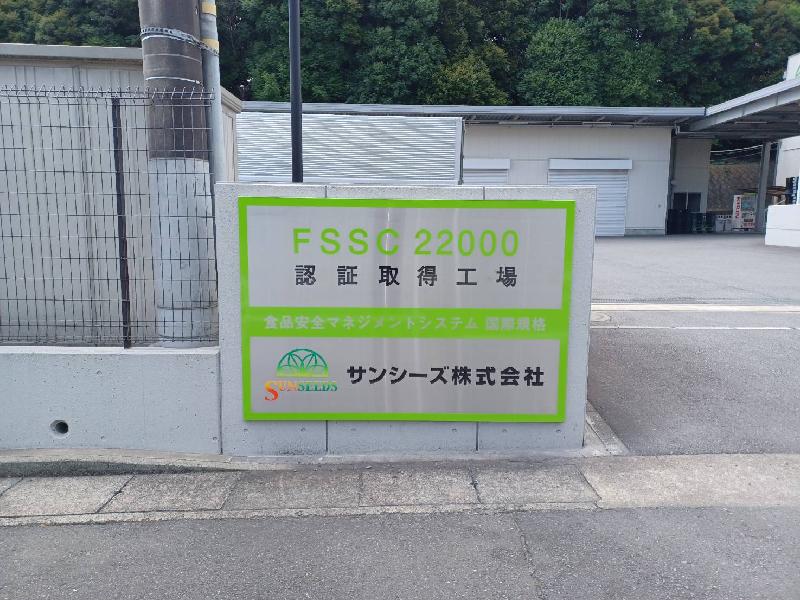 FSSC 22000
認証取得工場
食品安全マネジメントシステム 国際規格
SUNSEEDS
サンシーズ株式会社